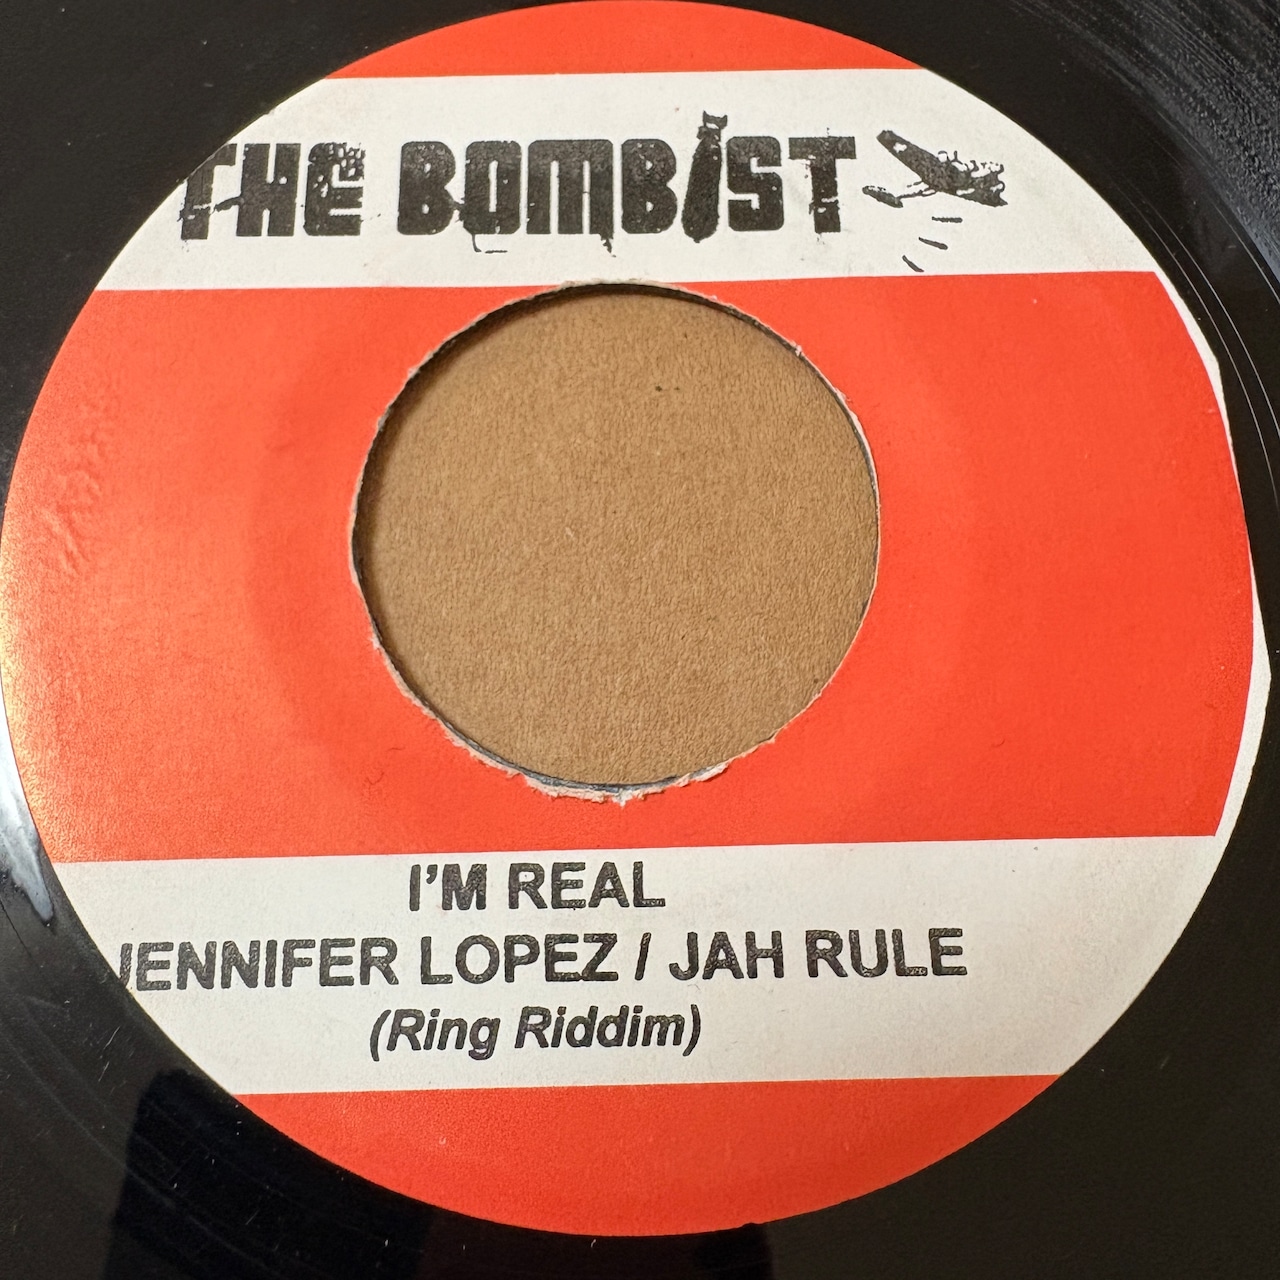 THE BOMBIST
I'M REAL
JENNIFER LOPEZ / JAH RULE
(Ring Riddim)